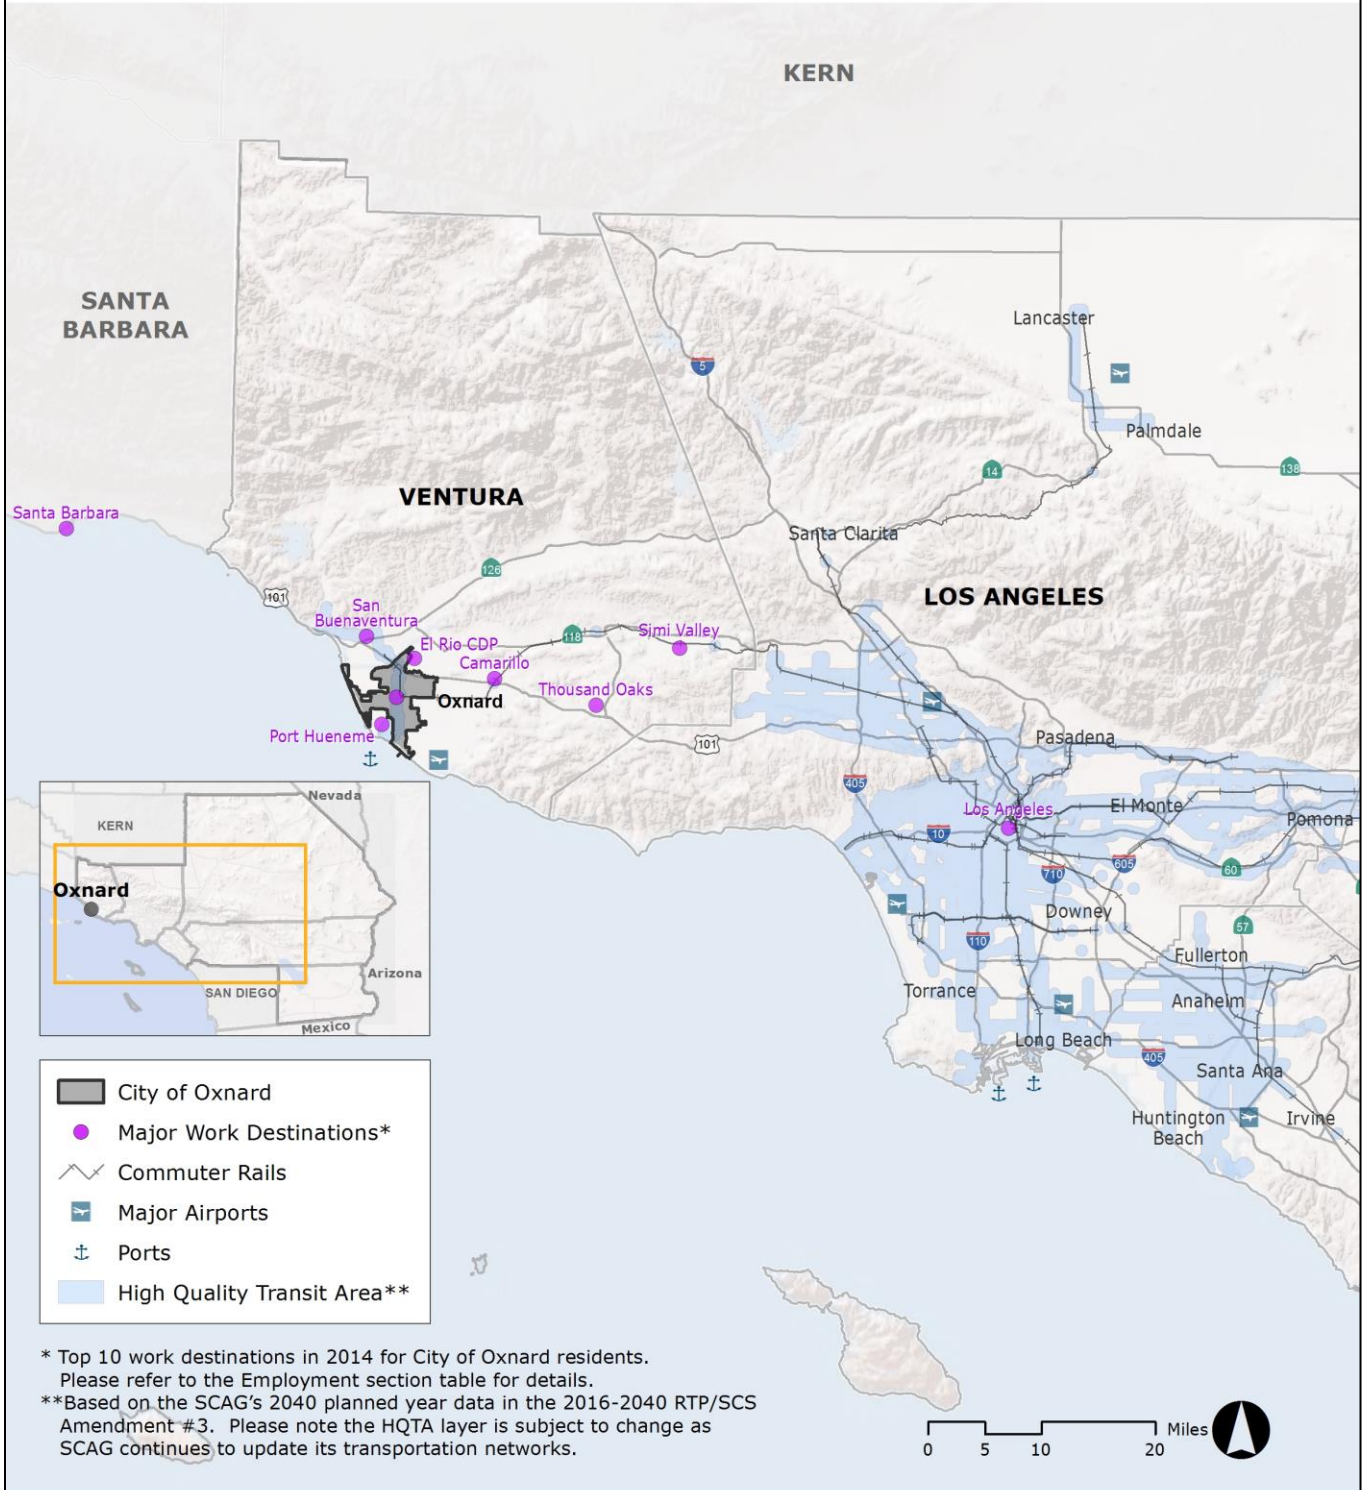 KERN
SANTA
BARBARA
Lancaster
5
Palmdale
14
138
VENTURA
Santa Barbara
Santa Clarita
126
101
LOS ANGELES
San
Buenaventura
118
Simi Valley
El Rio CDP
Camarillo
Thousand Oaks
Oxnard
Port Hueneme
101
Pasadena
405
Los Angeles
El Monte
Pomona
10
605
60
710
Downey
57
110
Fullerton
Torrance
Anaheim
Long Beach
405
Santa Ana
Huntington
Beach
Irvine
Nevada
KERN
Oxnard
Arizona
SAN DIEGO
Mexico
City of Oxnard
Major Work Destinations*
Commuter Rails
Major Airports
Ports
High Quality Transit Area**
* Top 10 work destinations in 2014 for City of Oxnard residents.
Please refer to the Employment section table for details.
**Based on the SCAG's 2040 planned year data in the 2016-2040 RTP/SCS
Amendment #3. Please note the HQTA layer is subject to change as
SCAG continues to update its transportation networks.
Miles
0 5 10 20